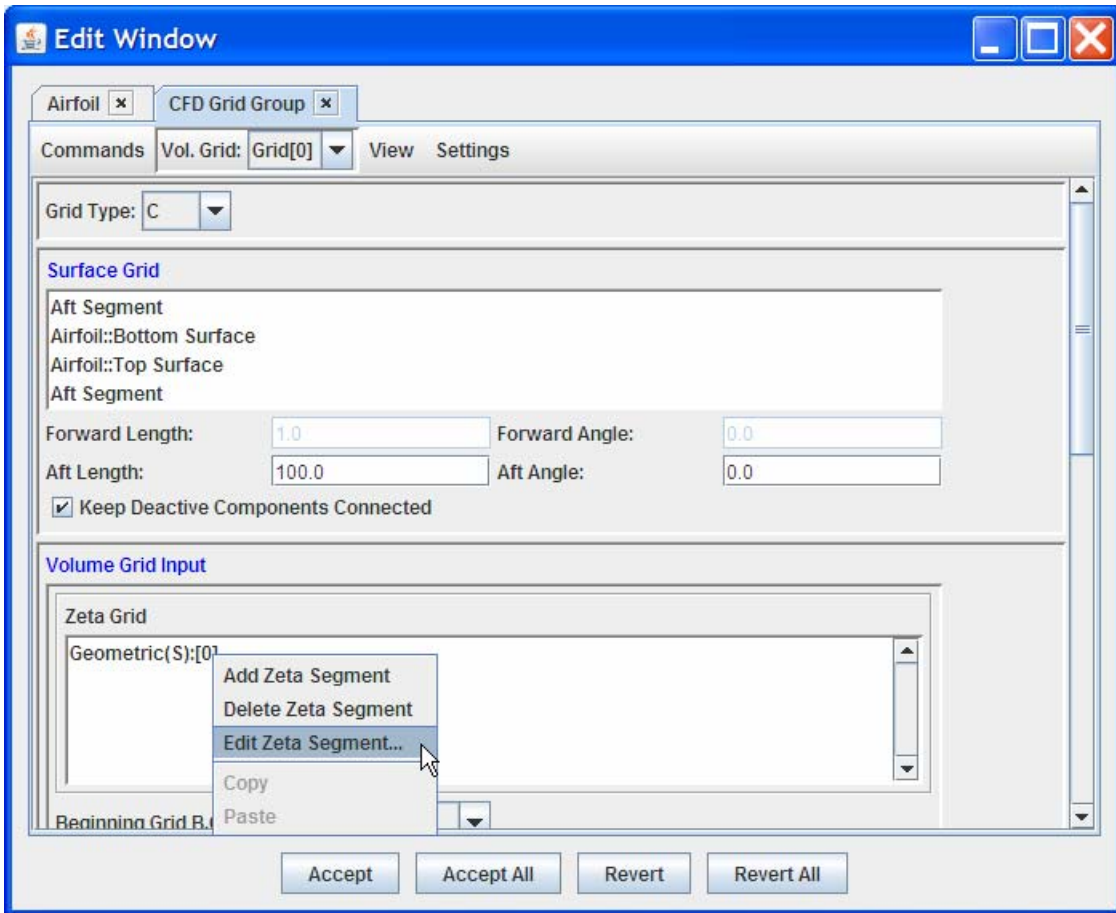 Edit Window
Airfoil CFD Grid Group
Commands Vol. Grid: Grid[0] View Settings
Grid Type: C
Surface Grid
Aft Segment
Airfoil::Bottom Surface
Airfoil::Top Surface
Aft Segment
Forward Length: 1.0 Forward Angle: 0.0
Aft Length: 100.0 Aft Angle: 0.0
Keep Deactive Components Connected
Volume Grid Input
Zeta Grid
Geometric(S):[0]
Add Zeta Segment
Delete Zeta Segment
Edit Zeta Segment...
Copy
Paste
Beginning Grid B.
Accept Accept All Revert Revert All